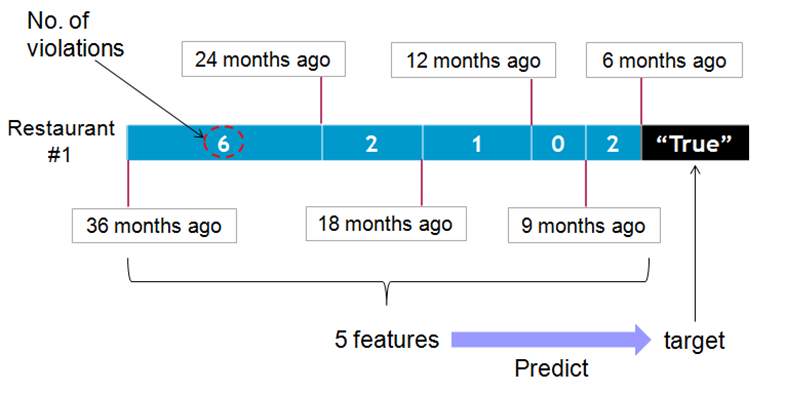 No. of
violations
24 months ago
12 months ago
6 months ago
Restaurant
#1
6
2
1
0
2
“True”
36 months ago
18 months ago
9 months ago
5 features
Predict
target